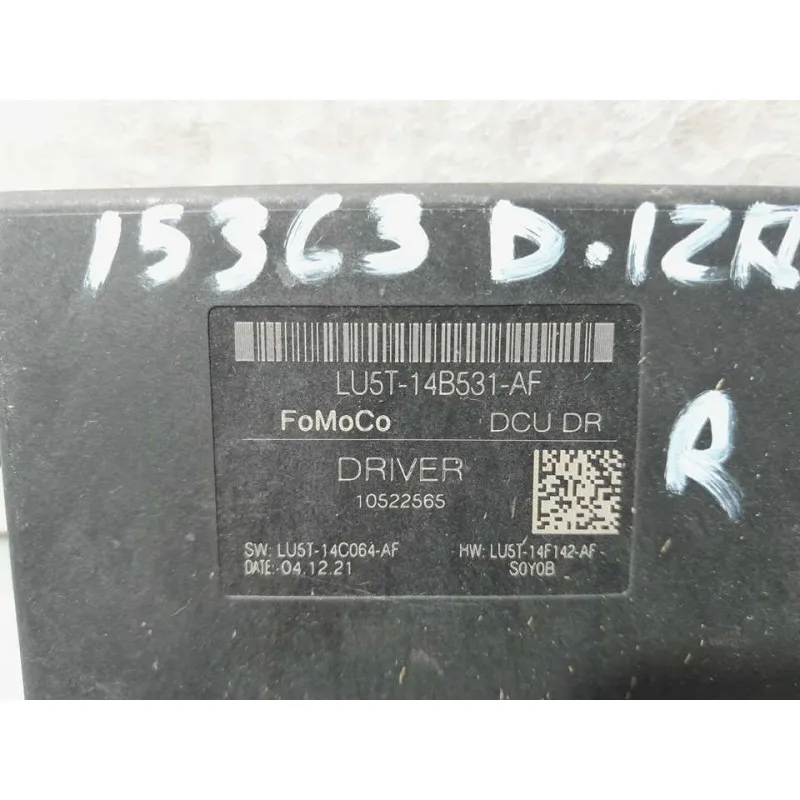 15363 D.12R
LU5T-14B531-AF
FoMoCo DCU DR
R
DRIVER
10522565
SW: LU5T-14C064-AF HW: LU5T-14F142-AF-
DATE: 04.12.21 S0Y0B